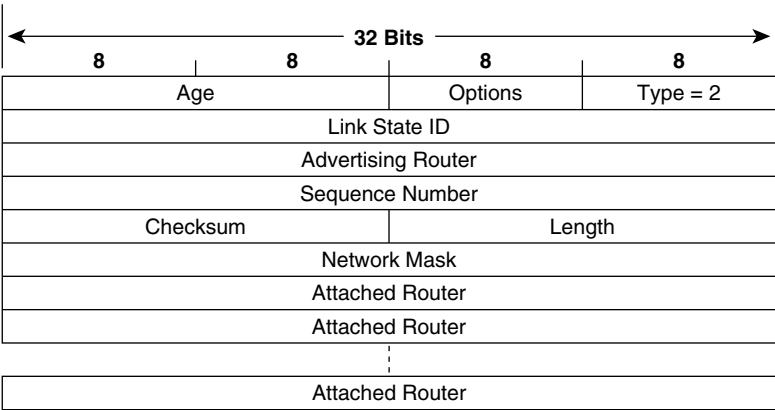 32 Bits
8 8 8 8
Age Options Type = 2
Link State ID
Advertising Router
Sequence Number
Checksum Length
Network Mask
Attached Router
Attached Router
Attached Router